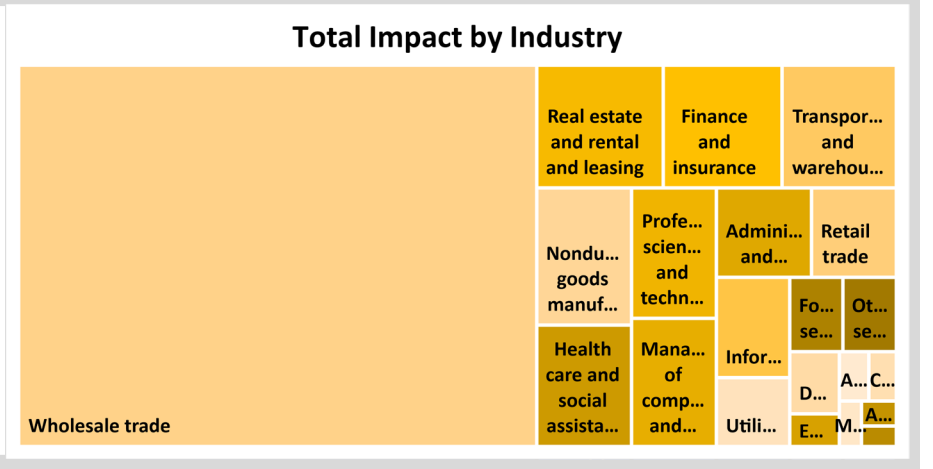 Total Impact by Industry
Wholesale trade
Real estate
and rental
and leasing
Finance
and
insurance
Transpor...
and
warehou...
Nondu...
goods
manuf...
Profe...
scien...
and
techn...
Admini...
and...
Retail
trade
Health
care and
social
assista...
Mana...
of
comp...
and...
Infor...
Utili...
Fo...
se...
Ot...
se...
D...
E...
A...
C...
M...
A...